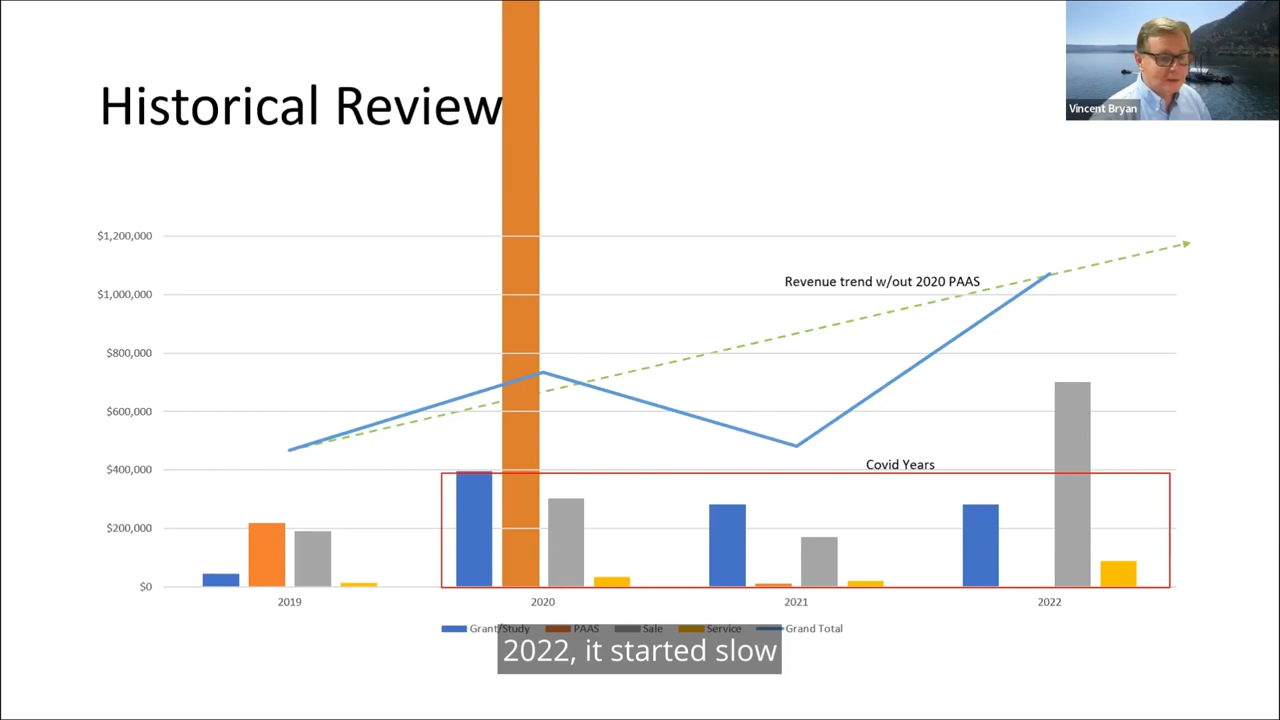 Vincent Bryan
Historical Review
$1,200,000
$1,000,000
$800,000
$600,000
$400,000
$200,000
$0
Revenue trend w/out 2020 PAAS
Covid Years
2019 2020 2021 2022
Grant/Study PAAS Sale Service Grand Total
2022, it started slow